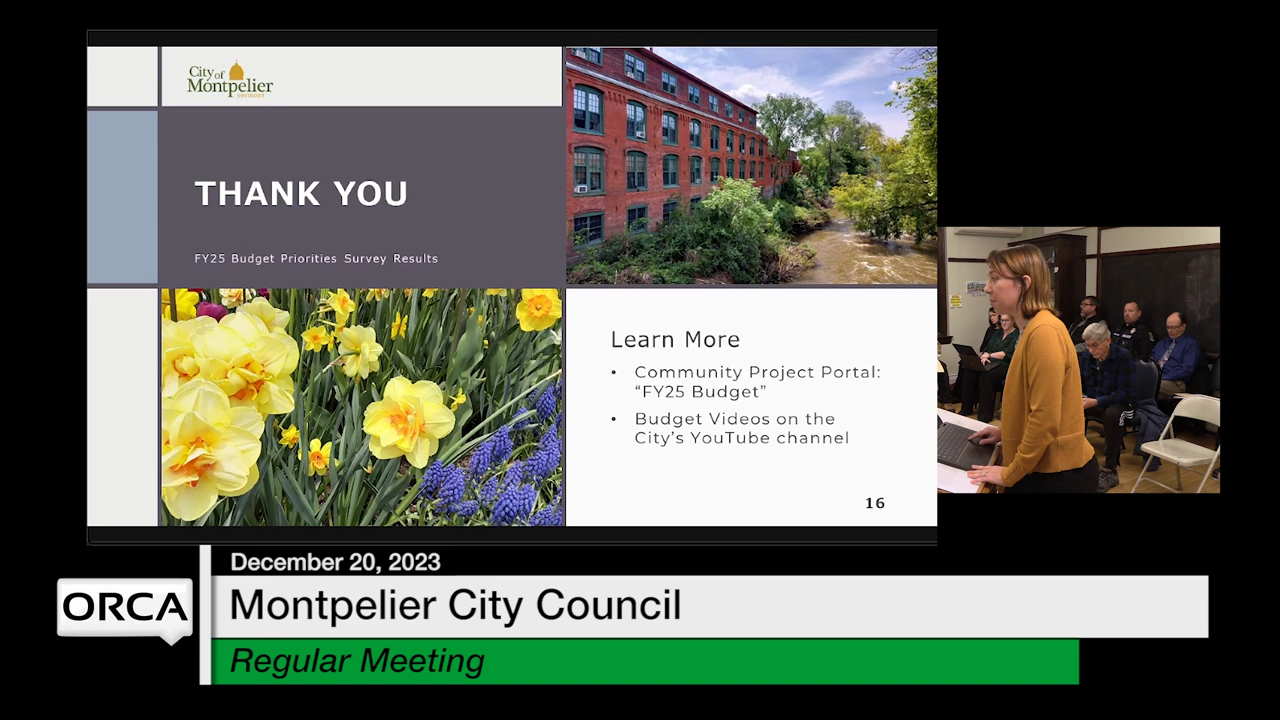 City of
Montpelier
VERMONT
THANK YOU
FY25 Budget Priorities Survey Results
Learn More
• Community Project Portal:
“FY25 Budget”
• Budget Videos on the
City’s YouTube channel
16
December 20, 2023
ORCA
Montpelier City Council
Regular Meeting